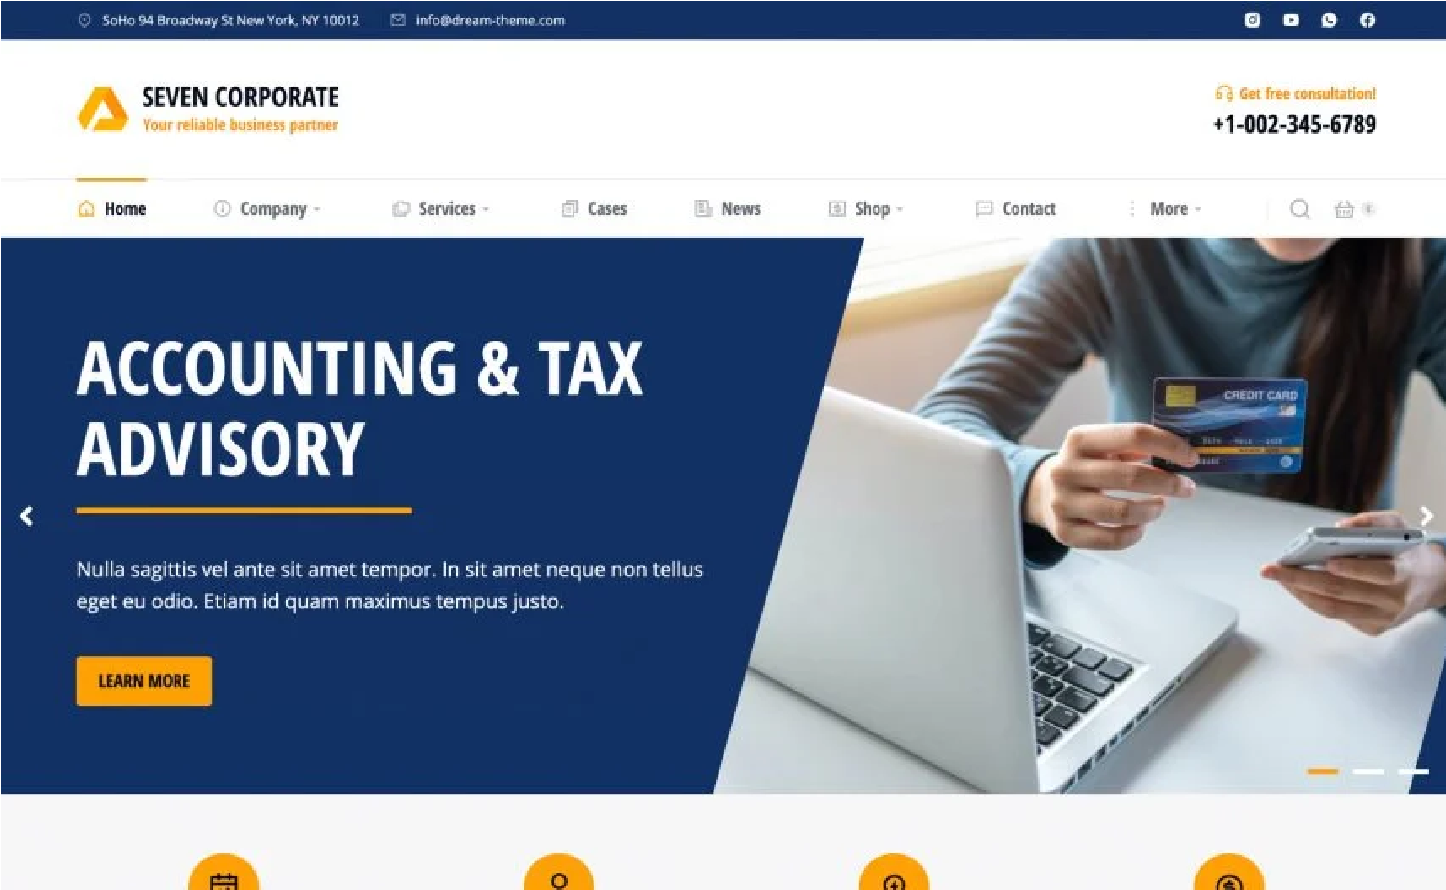 SoHo 94 Broadway St New York, NY 10012
info@dream-theme.com
SEVEN CORPORATE
Your reliable business partner
Get free consultation!
+1-002-345-6789
Home
Company
Services
Cases
News
Shop
Contact
More
ACCOUNTING & TAX
ADVISORY
CREDIT CARD
Nulla sagittis vel ante sit amet tempor. In sit amet neque non tellus
eget eu odio. Etiam id quam maximus tempus justo.
LEARN MORE